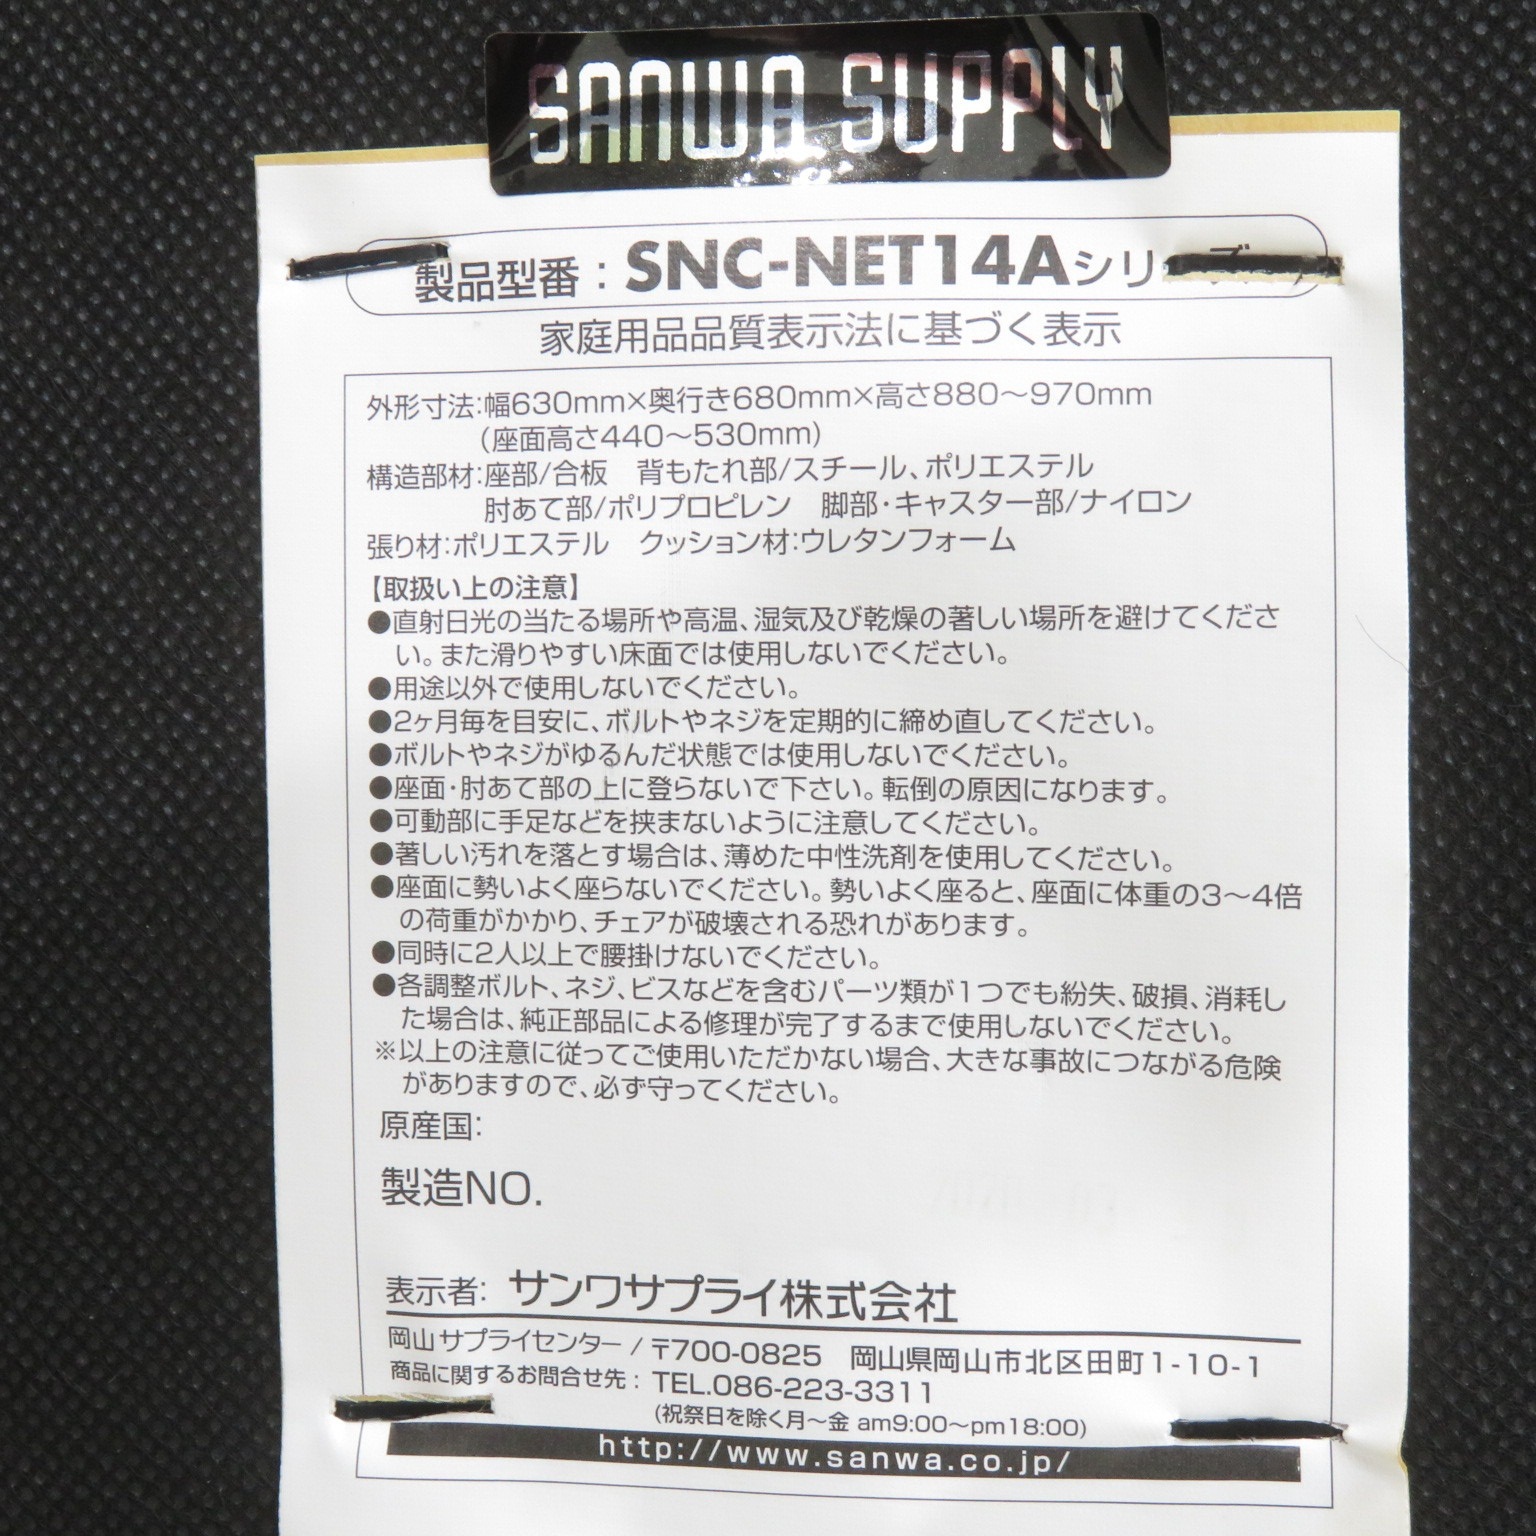 SANWA SUPPLY
製品型番：SNC-NET14Aシリーズ
家庭用品品質表示法に基づく表示
外形寸法：幅630mm×奥行き680mm×高さ880～970mm
（座面高さ440～530mm）
構造部材：座部/合板　背もたれ部/スチール、ポリエステル
肘あて部/ポリプロピレン　脚部・キャスター部/ナイロン
張り材：ポリエステル　クッション材：ウレタンフォーム
【取扱い上の注意】
●直射日光の当たる場所や高温、湿気及び乾燥の著しい場所を避けてくださ
い。また滑りやすい床面では使用しないでください。
●用途以外で使用しないでください。
●2ヶ月毎を目安に、ボルトやネジを定期的に締め直してください。
●ボルトやネジがゆるんだ状態では使用しないでください。
●座面・肘あて部の上に登らないで下さい。転倒の原因になります。
●可動部に手足などを挟まないように注意してください。
●著しい汚れを落とす場合は、薄めた中性洗剤を使用してください。
●座面に勢いよく座らないでください。勢いよく座ると、座面に体重の3～4倍
の荷重がかかり、チェアが破壊される恐れがあります。
●同時に2人以上で腰掛けないでください。
●各調整ボルト、ネジ、ビスなどを含むパーツ類が1つでも紛失、破損、消耗し
た場合は、純正部品による修理が完了するまで使用しないでください。
※以上の注意に従ってご使用いただかない場合、大きな事故につながる危険
がありますので、必ず守ってください。
原産国：
製造NO.
表示者：サンワサプライ株式会社
岡山サプライセンター / 〒700-0825　岡山県岡山市北区田町1-10-1
商品に関するお問合せ先：TEL.086-223-3311
（祝祭日を除く月～金 am9:00～pm18:00）
http://www.sanwa.co.jp/